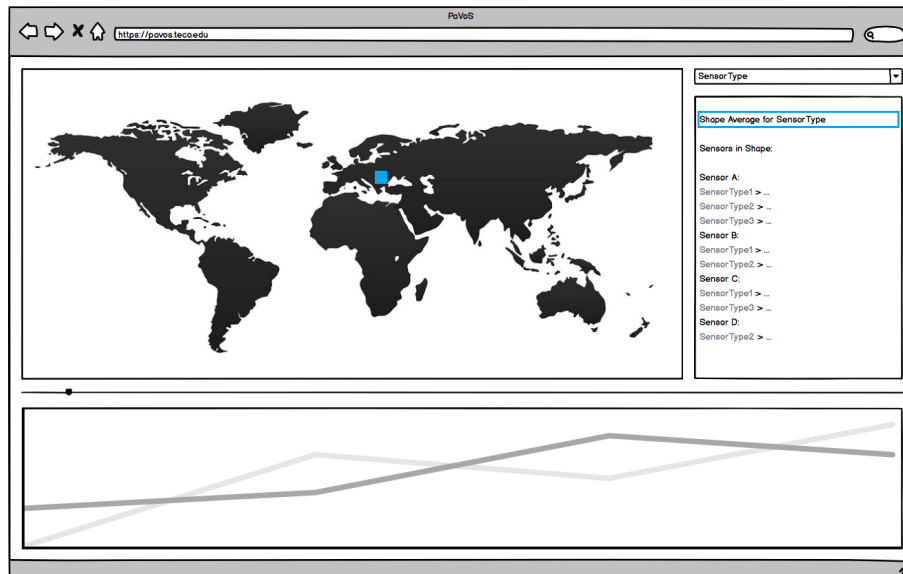 PaVoS
https://pavos.teco.edu
SensorType
Shape Average for SensorType
Sensors in Shape:
Sensor A:
SensorType1 > ...
SensorType2 > ...
SensorType3 > ...
Sensor B:
SensorType1 > ...
SensorType2 > ...
Sensor C:
SensorType1 > ...
SensorType3 > ...
Sensor D:
SensorType2 > ...